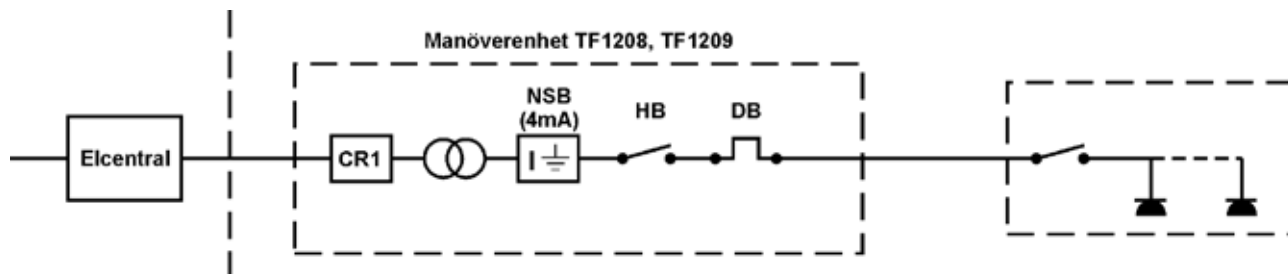 Manöverenhet TF1208, TF1209
NSB
(4mA)
HB
DB
Elcentral
CR1